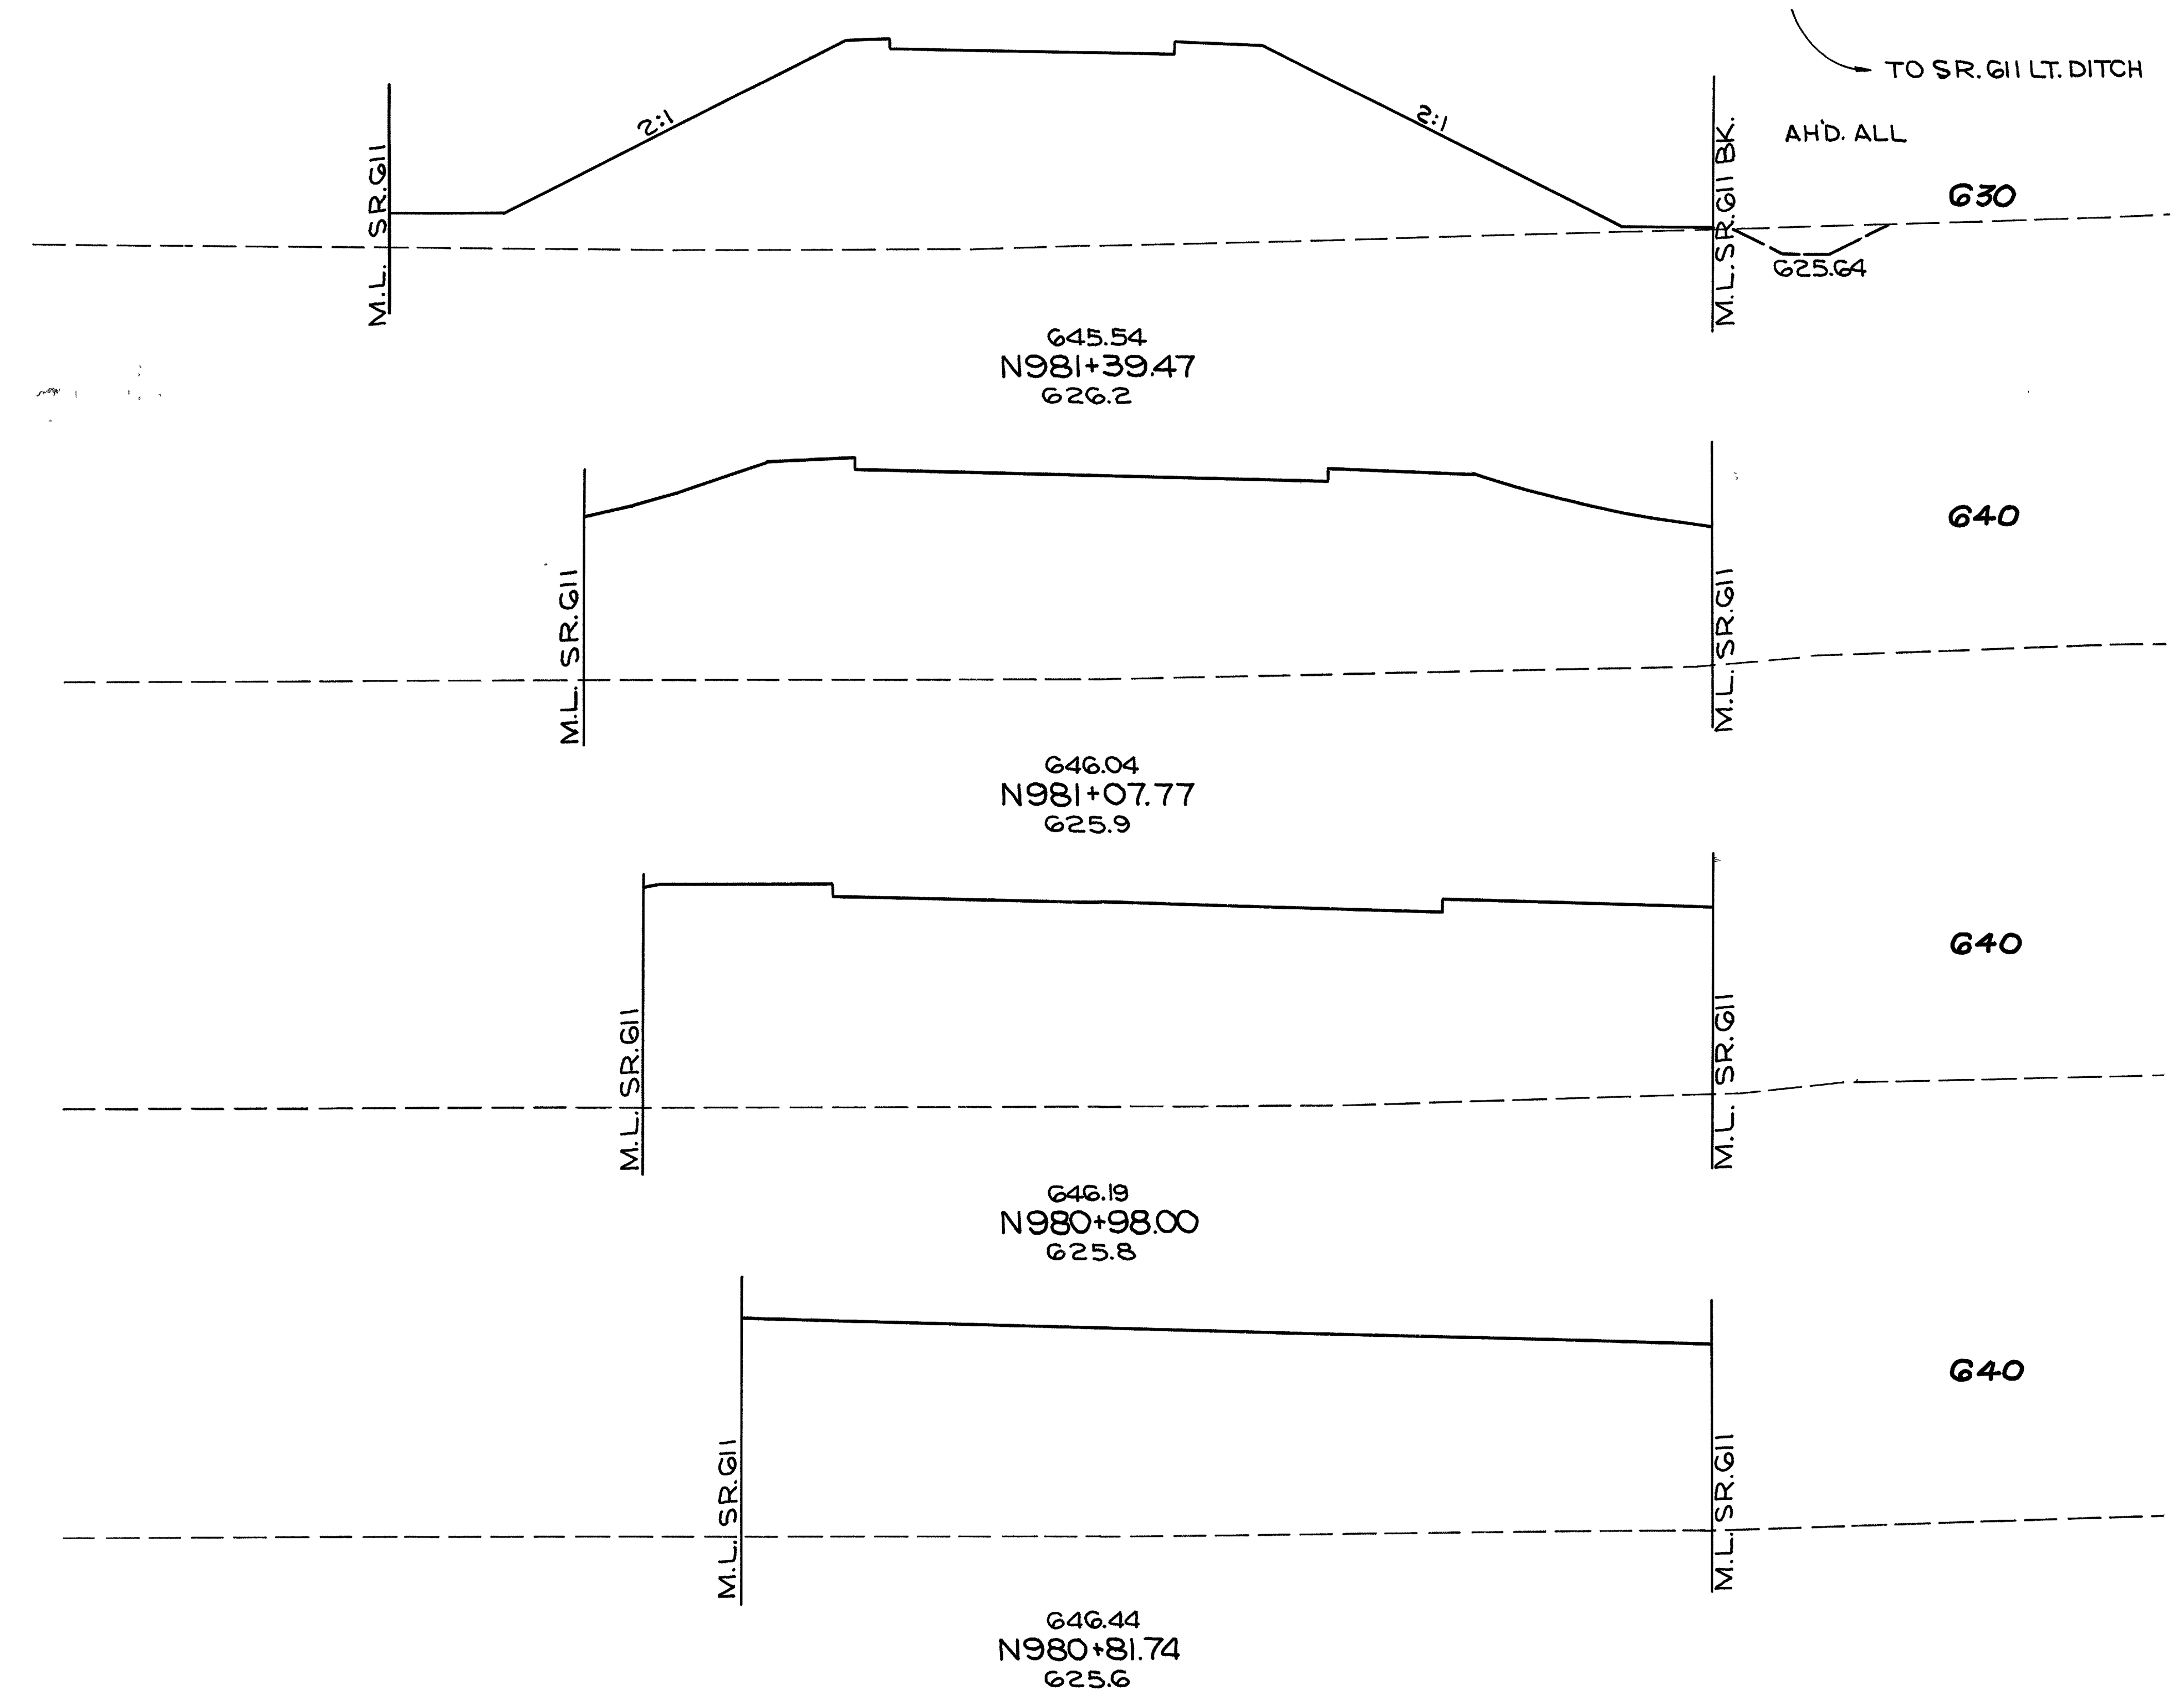 TO SR. 611 LT. DITCH
AH'D. ALL
2:1
2:1
M.L. SR. 611
M.L. SR. 611 BK.
630
625.64
645.54
N981+39.47
626.2
M.L. SR. 611
M.L. SR. 611
640
646.04
N981+07.77
625.9
M.L. SR. 611
M.L. SR. 611
640
646.19
N980+98.00
625.8
M.L. SR. 611
M.L. SR. 611
640
646.44
N980+81.74
625.6